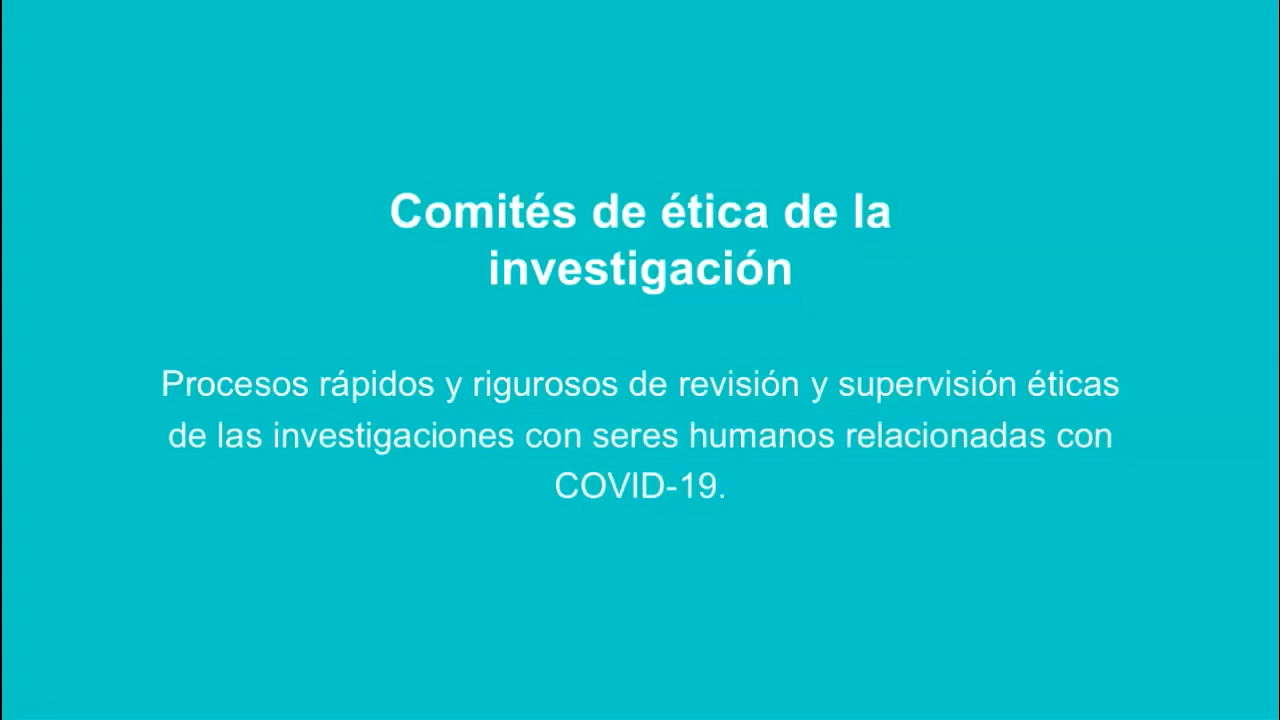 Comités de ética de la
investigación
Procesos rápidos y rigurosos de revisión y supervisión éticas
de las investigaciones con seres humanos relacionadas con
COVID-19.